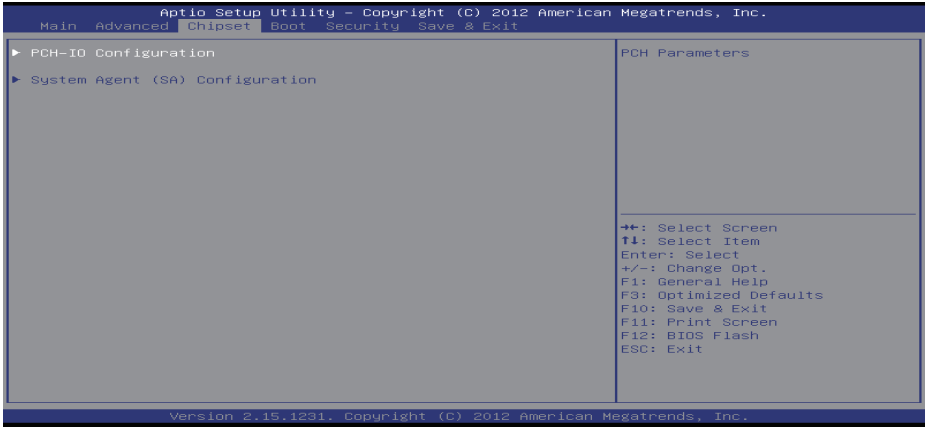 Aptio Setup Utility – Copyright (C) 2012 American Megatrends, Inc.
Main Advanced Chipset Boot Security Save & Exit
▶ PCH-IO Configuration
▶ System Agent (SA) Configuration
PCH Parameters
→←: Select Screen
↑↓: Select Item
Enter: Select
+/-: Change Opt.
F1: General Help
F3: Optimized Defaults
F10: Save & Exit
F11: Print Screen
F12: BIOS Flash
ESC: Exit
Version 2.15.1231. Copyright (C) 2012 American Megatrends, Inc.